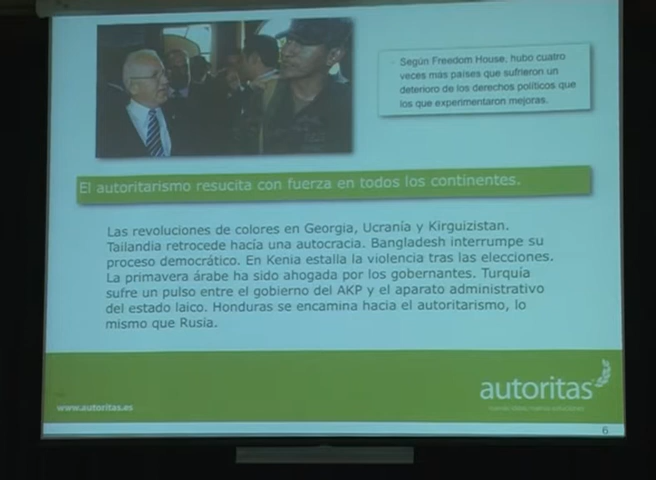 Según Freedom House, hubo cuatro
veces más países que sufrieron un
deterioro de los derechos políticos que
los que experimentaron mejoras.
El autoritarismo resucita con fuerza en todos los continentes.
Las revoluciones de colores en Georgia, Ucranía y Kirguizistan.
Tailandia retrocede hacía una autocracia. Bangladesh interrumpe su
proceso democrático. En Kenia estalla la violencia tras las elecciones.
La primavera árabe ha sido ahogada por los gobernantes. Turquía
sufre un pulso entre el gobierno del AKP y el aparato administrativo
del estado laico. Honduras se encamina hacia el autoritarismo, lo
mismo que Rusia.
autoritas
www.autoritas.es
6